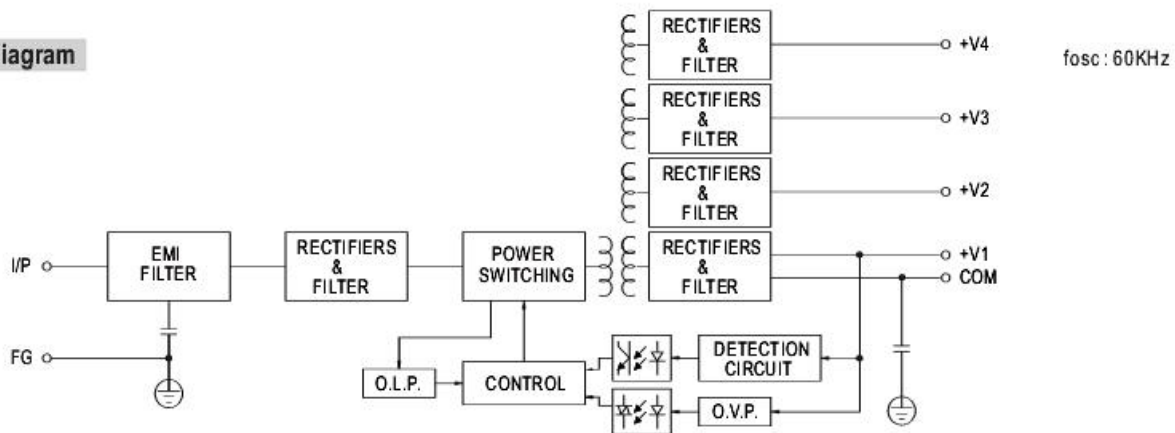 iagram
fosc : 60KHz
RECTIFIERS
&
FILTER
+V4
RECTIFIERS
&
FILTER
+V3
RECTIFIERS
&
FILTER
+V2
I/P
EMI
FILTER
RECTIFIERS
&
FILTER
POWER
SWITCHING
RECTIFIERS
&
FILTER
+V1
COM
FG
O.L.P.
CONTROL
DETECTION
CIRCUIT
O.V.P.